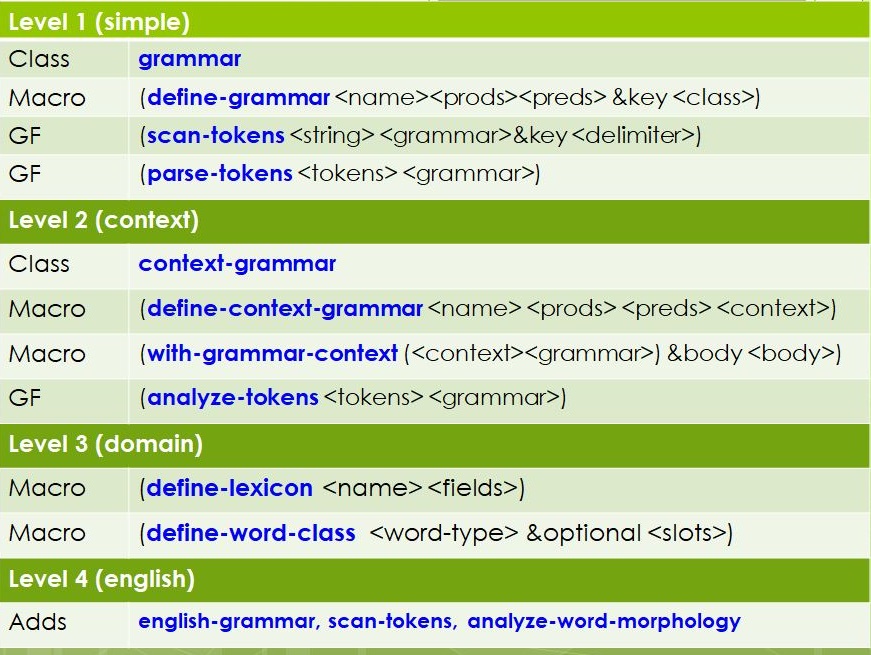 Level 1 (simple)
Class grammar
Macro (define-grammar <name><prods><preds> &key <class>)
GF (scan-tokens <string> <grammar>&key <delimiter>)
GF (parse-tokens <tokens> <grammar>)
Level 2 (context)
Class context-grammar
Macro (define-context-grammar <name> <prods> <preds> <context>)
Macro (with-grammar-context (<context><grammar>) &body <body>)
GF (analyze-tokens <tokens> <grammar>)
Level 3 (domain)
Macro (define-lexicon <name> <fields>)
Macro (define-word-class <word-type> &optional <slots>)
Level 4 (english)
Adds english-grammar, scan-tokens, analyze-word-morphology